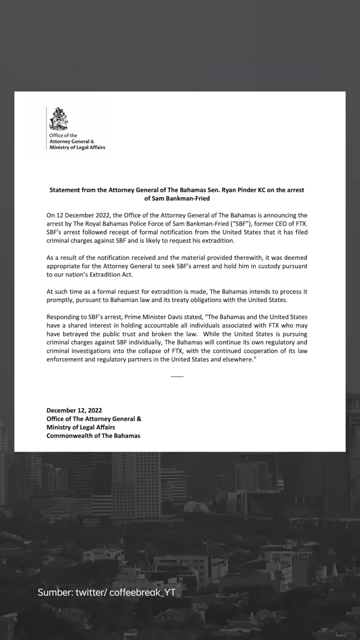 Office of the
Attorney General &
Ministry of Legal Affairs
Statement from the Attorney General of The Bahamas Sen. Ryan Pinder KC on the arrest
of Sam Bankman-Fried
On 12 December 2022, the Office of the Attorney General of The Bahamas is announcing the
arrest by The Royal Bahamas Police Force of Sam Bankman-Fried ("SBF"), former CEO of FTX.
SBF's arrest followed receipt of formal notification from the United States that it has filed
criminal charges against SBF and is likely to request his extradition.
As a result of the notification received and the material provided therewith, it was deemed
appropriate for the Attorney General to seek SBF's arrest and hold him in custody pursuant
to our nation's Extradition Act.
At such time as a formal request for extradition is made, The Bahamas intends to process it
promptly, pursuant to Bahamian law and its treaty obligations with the United States.
Responding to SBF's arrest, Prime Minister Davis stated, "The Bahamas and the United States
have a shared interest in holding accountable all individuals associated with FTX who may
have betrayed the public trust and broken the law. While the United States is pursuing
criminal charges against SBF individually, The Bahamas will continue its own regulatory and
criminal investigations into the collapse of FTX, with the continued cooperation of its law
enforcement and regulatory partners in the United States and elsewhere."
------
December 12, 2022
Office of The Attorney General &
Ministry of Legal Affairs
Commonwealth of The Bahamas
Sumber: twitter/ coffeebreak_YT